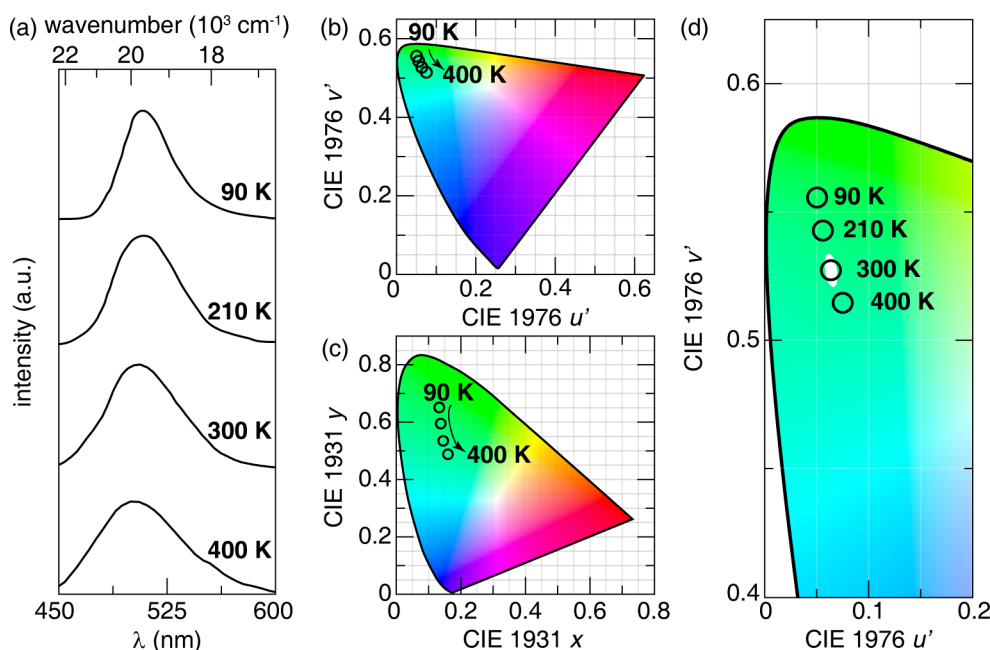 (a)
wavenumber (10³ cm⁻¹)
22 20 18
90 K
210 K
300 K
400 K
intensity (a.u.)
450 525 600
λ (nm)
(b)
0.6
0.4
0.2
0
CIE 1976 v'
90 K
400 K
0 0.2 0.4 0.6
CIE 1976 u'
(c)
0.8
0.6
0.4
0.2
0
CIE 1931 y
90 K
400 K
0 0.2 0.4 0.6 0.8
CIE 1931 x
(d)
0.6
0.5
0.4
CIE 1976 v'
90 K
210 K
300 K
400 K
0 0.1 0.2
CIE 1976 u'